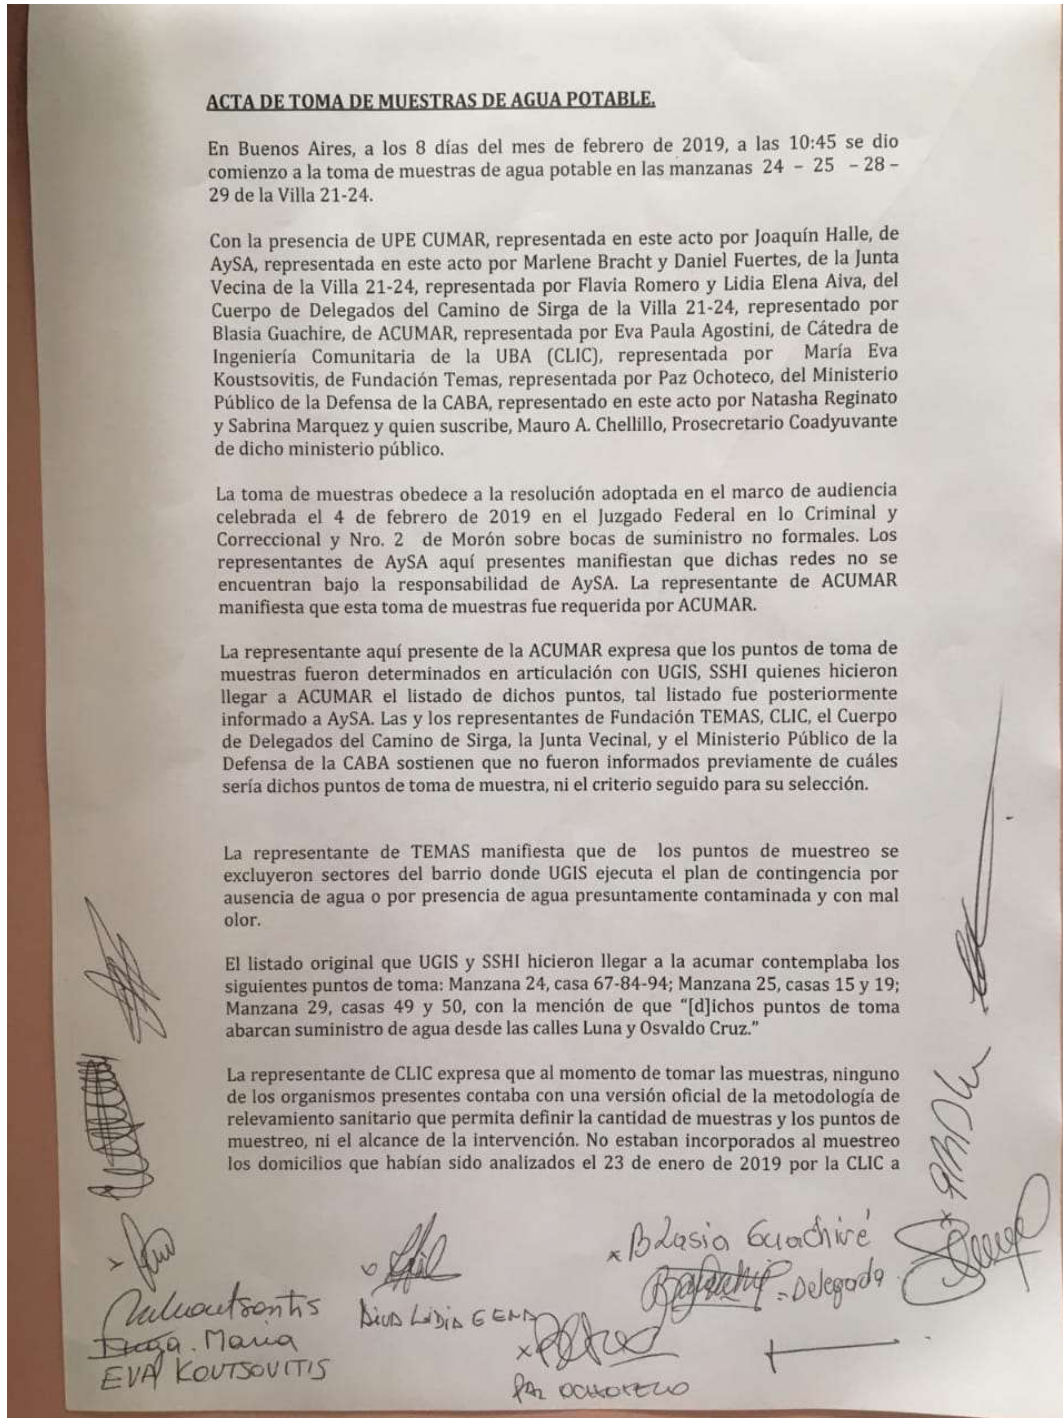 ACTA DE TOMA DE MUESTRAS DE AGUA POTABLE.
En Buenos Aires, a los 8 días del mes de febrero de 2019, a las 10:45 se dio
comienzo a la toma de muestras de agua potable en las manzanas 24 – 25 – 28 –
29 de la Villa 21-24.
Con la presencia de UPE CUMAR, representada en este acto por Joaquín Halle, de
AySA, representada en este acto por Marlene Bracht y Daniel Fuertes, de la Junta
Vecina de la Villa 21-24, representada por Flavia Romero y Lidia Elena Aiva, del
Cuerpo de Delegados del Camino de Sirga de la Villa 21-24, representado por
Blasia Guachire, de ACUMAR, representada por Eva Paula Agostini, de Cátedra de
Ingeniería Comunitaria de la UBA (CLIC), representada por María Eva
Koustsovitis, de Fundación Temas, representada por Paz Ochoteco, del Ministerio
Público de la Defensa de la CABA, representado en este acto por Natasha Reginato
y Sabrina Marquez y quien suscribe, Mauro A. Chellillo, Prosecretario Coadyuvante
de dicho ministerio público.
La toma de muestras obedece a la resolución adoptada en el marco de audiencia
celebrada el 4 de febrero de 2019 en el Juzgado Federal en lo Criminal y
Correccional y Nro. 2 de Morón sobre bocas de suministro no formales. Los
representantes de AySA aquí presentes manifiestan que dichas redes no se
encuentran bajo la responsabilidad de AySA. La representante de ACUMAR
manifiesta que esta toma de muestras fue requerida por ACUMAR.
La representante aquí presente de la ACUMAR expresa que los puntos de toma de
muestras fueron determinados en articulación con UGIS, SSHI quienes hicieron
llegar a ACUMAR el listado de dichos puntos, tal listado fue posteriormente
informado a AySA. Las y los representantes de Fundación TEMAS, CLIC, el Cuerpo
de Delegados del Camino de Sirga, la Junta Vecinal, y el Ministerio Público de la
Defensa de la CABA sostienen que no fueron informados previamente de cuáles
sería dichos puntos de toma de muestra, ni el criterio seguido para su selección.
La representante de TEMAS manifiesta que de los puntos de muestreo se
excluyeron sectores del barrio donde UGIS ejecuta el plan de contingencia por
ausencia de agua o por presencia de agua presuntamente contaminada y con mal
olor.
El listado original que UGIS y SSHI hicieron llegar a la acumar contemplaba los
siguientes puntos de toma: Manzana 24, casa 67-84-94; Manzana 25, casas 15 y 19;
Manzana 29, casas 49 y 50, con la mención de que “[d]ichos puntos de toma
abarcan suministro de agua desde las calles Luna y Osvaldo Cruz.”
La representante de CLIC expresa que al momento de tomar las muestras, ninguno
de los organismos presentes contaba con una versión oficial de la metodología de
relevamiento sanitario que permita definir la cantidad de muestras y los puntos de
muestreo, ni el alcance de la intervención. No estaban incorporados al muestreo
los domicilios que habían sido analizados el 23 de enero de 2019 por la CLIC a
Blasia Guachiré
Delegada
Maria
EVA KOUTSOVITIS